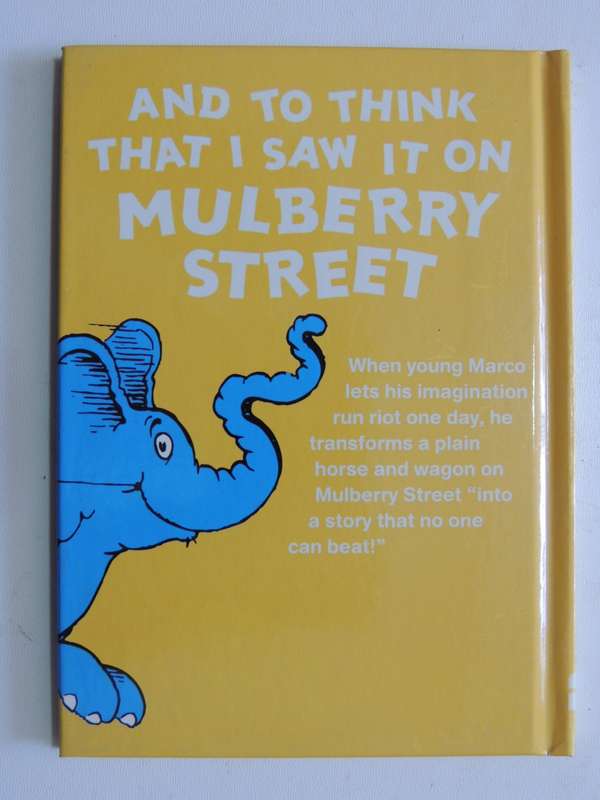 AND TO THINK
THAT I SAW IT ON
MULBERRY
STREET
When young Marco
lets his imagination
run riot one day, he
transforms a plain
horse and wagon on
Mulberry Street “into
a story that no one
can beat!”